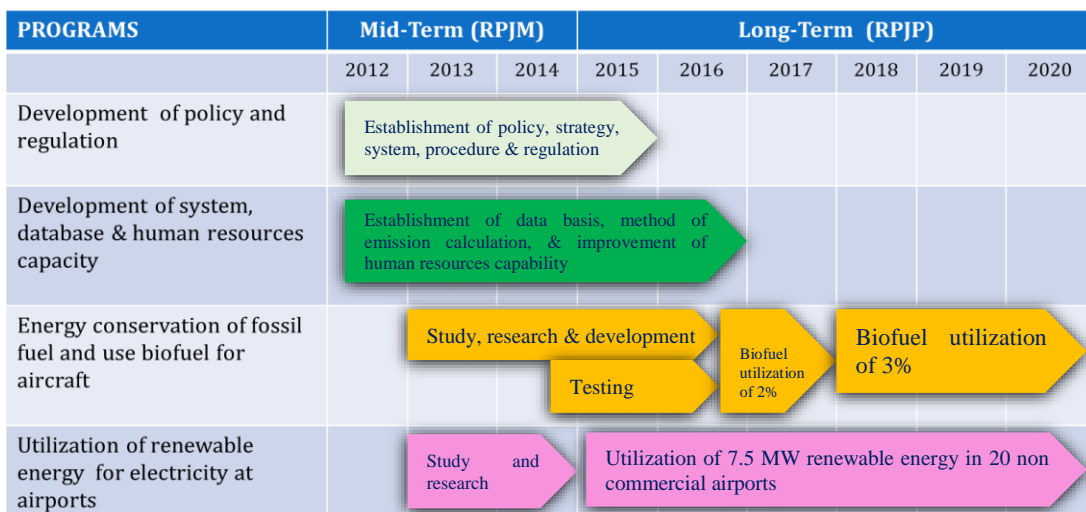 PROGRAMS Mid-Term (RPJM) Long-Term (RPJP)
2012 2013 2014 2015 2016 2017 2018 2019 2020
Development of policy and
regulation
Establishment of policy, strategy,
system, procedure & regulation
Development of system,
database & human resources
capacity
Establishment of data basis, method of
emission calculation, & improvement of
human resources capability
Energy conservation of fossil
fuel and use biofuel for
aircraft
Study, research & development
Testing
Biofuel
utilization
of 2%
Biofuel utilization
of 3%
Utilization of renewable
energy for electricity at
airports
Study and
research
Utilization of 7.5 MW renewable energy in 20 non
commercial airports